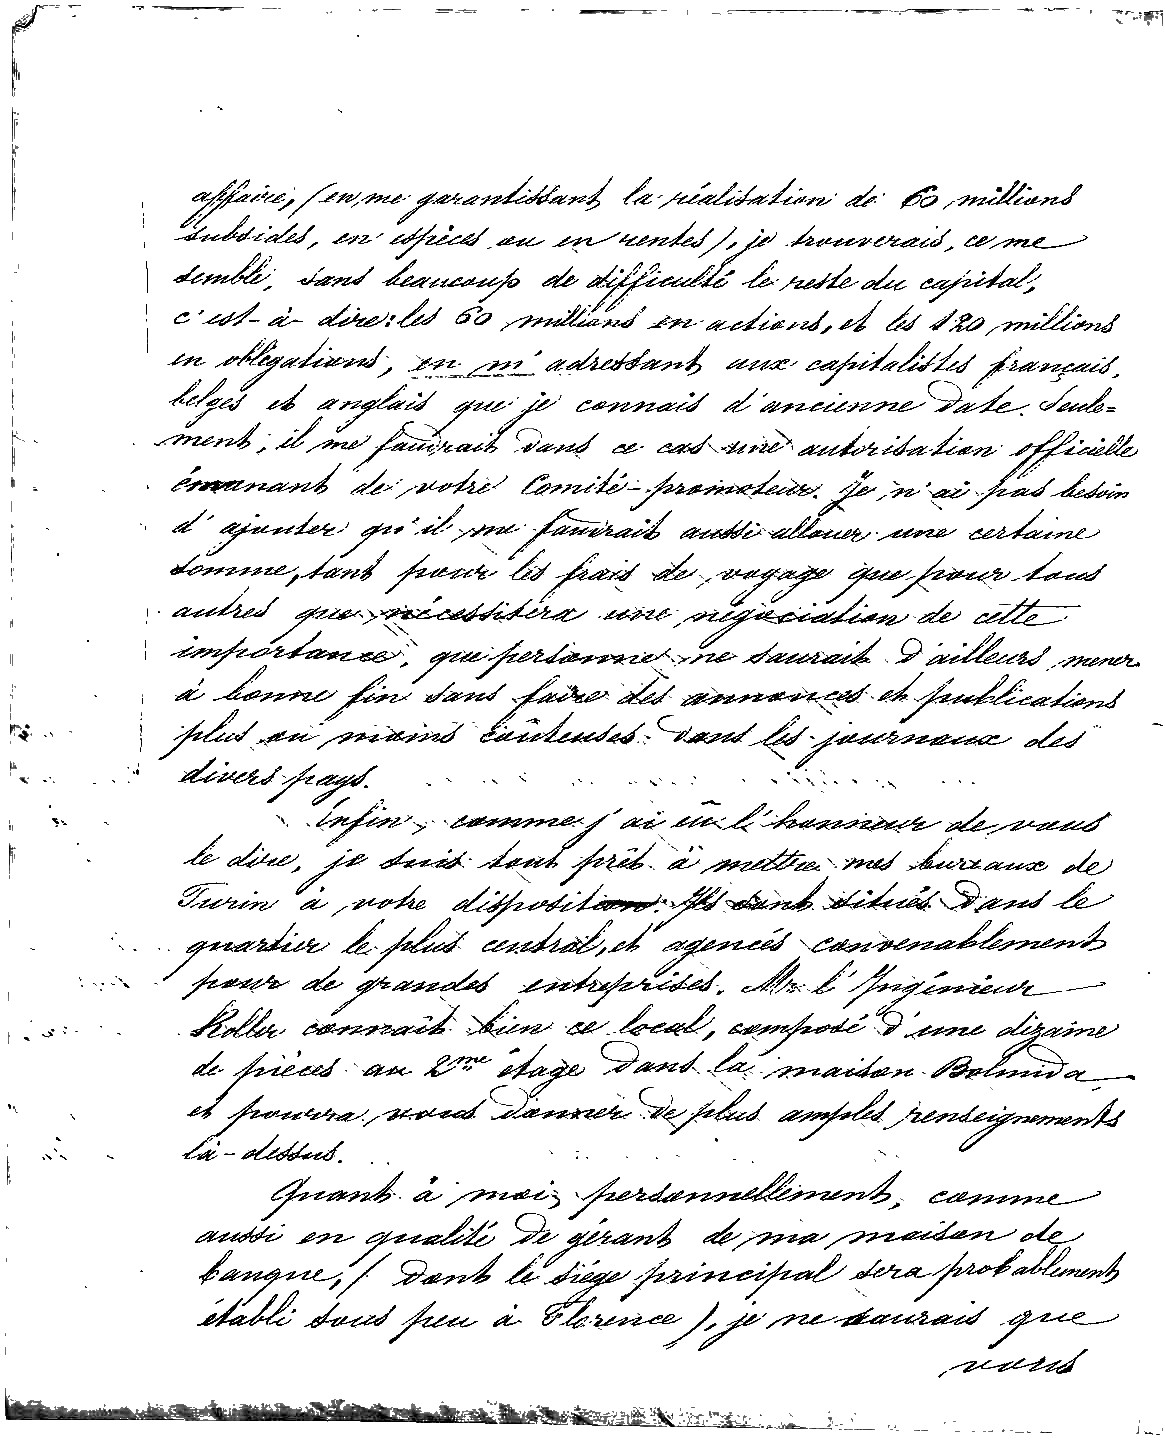 affaire, (en me garantissant la réalisation de 60 millions
subsides, en espèces ou en rentes), je trouverais, ce me
semble, sans beaucoup de difficulté le reste du capital,
c'est-à-dire: les 60 millions en actions, et les 120 millions
en obligations, en m'adressant aux capitalistes français,
belges et anglais que je connais d'ancienne date. Seule=
ment, il me faudrait dans ce cas une autorisation officielle
émanant de votre Comité-promoteur. Je n'ai pas besoin
d'ajouter qu'il me faudrait aussi allouer une certaine
somme, tant pour les frais de voyage que pour tous
autres que nécessitera une négociation de cette
importance, que personne ne saurait d'ailleurs mener
à bonne fin sans faire des annonces et publications
plus ou moins coûteuses dans les journaux des
divers pays.
Enfin, comme j'ai eu l'honneur de vous
le dire, je suis tout prêt à mettre mes bureaux de
Turin à votre disposition. Ils sont situés dans le
quartier le plus central, et agencés convenablement
pour de grandes entreprises. Mr l'Ingénieur
Koller connaît bien ce local, composé d'une dizaine
de pièces au 2me étage dans la maison Bolmida
et pourra vous donner de plus amples renseignements
là-dessus.
Quant à moi personnellement, comme
aussi en qualité de gérant de ma maison de
banque, (dont le siége principal sera probablement
établi sous peu à Florence), je ne saurais que
vous